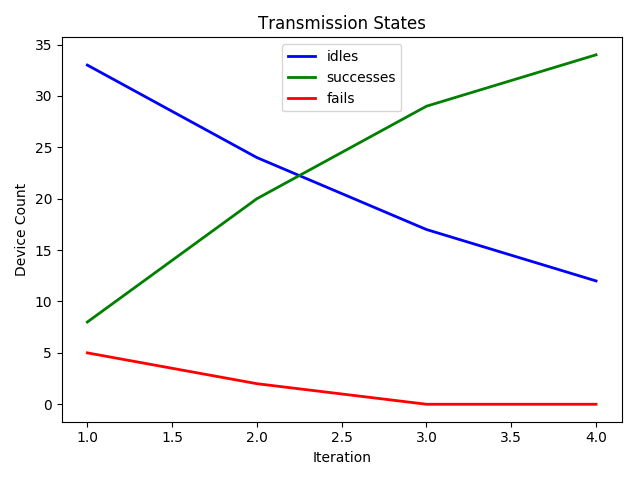 Transmission States
idles
successes
fails
Device Count
35
30
25
20
15
10
5
0
1.0 1.5 2.0 2.5 3.0 3.5 4.0
Iteration